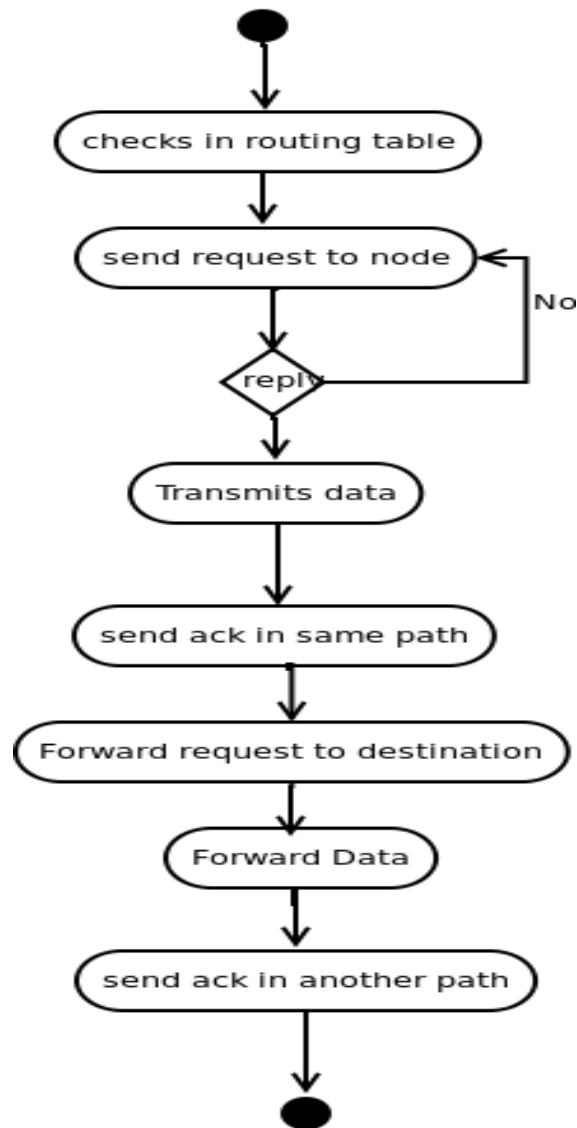 checks in routing table
send request to node
No
reply
Transmits data
send ack in same path
Forward request to destination
Forward Data
send ack in another path